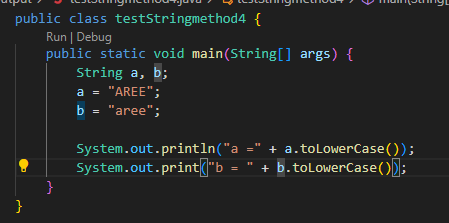 public class testStringmethod4 {
Run | Debug
public static void main(String[] args) {
String a, b;
a = "AREE";
b = "aree";
System.out.println("a =" + a.toLowerCase());
System.out.print("b = " + b.toLowerCase());
}
}